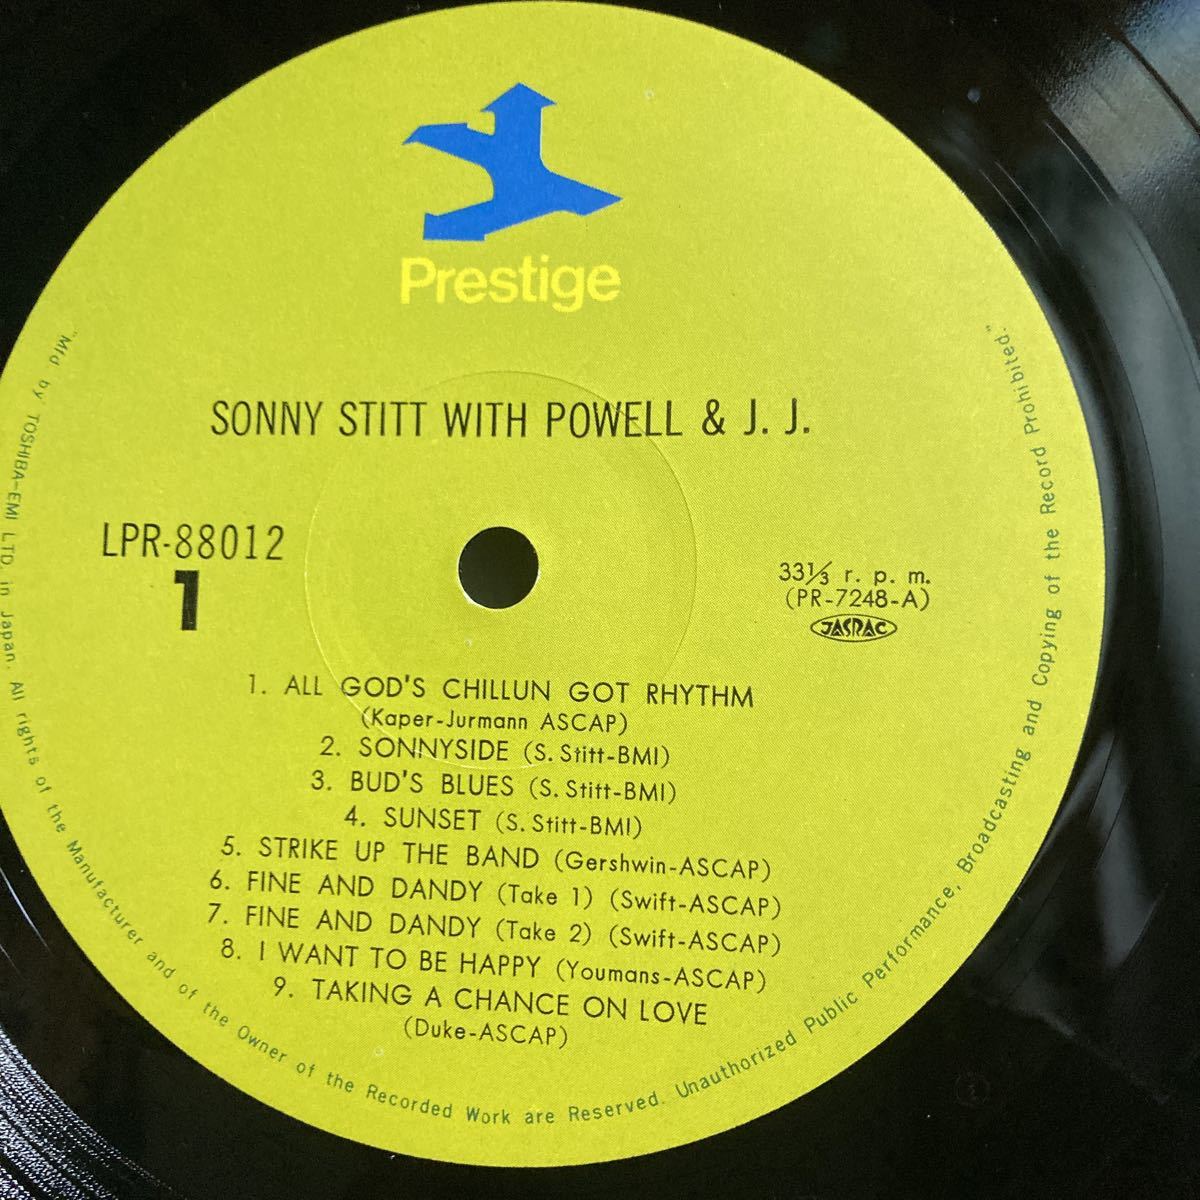 Prestige
SONNY STITT WITH POWELL & J. J.
LPR-88012
1
33⅓ r. p. m.
(PR-7248-A)
JASRAC
1. ALL GOD'S CHILLUN GOT RHYTHM
(Kaper-Jurmann ASCAP)
2. SONNYSIDE (S. Stitt-BMI)
3. BUD'S BLUES (S. Stitt-BMI)
4. SUNSET (S. Stitt-BMI)
5. STRIKE UP THE BAND (Gershwin-ASCAP)
6. FINE AND DANDY (Take 1) (Swift-ASCAP)
7. FINE AND DANDY (Take 2) (Swift-ASCAP)
8. I WANT TO BE HAPPY (Youmans-ASCAP)
9. TAKING A CHANCE ON LOVE
(Duke-ASCAP)
"Mfd by TOSHIBA-EMI LTD. in Japan. All rights of the Manufacturer and of the Owner of the Recorded Work are Reserved. Unauthorized Public Performance, Broadcasting and Copying of the Record Prohibited."